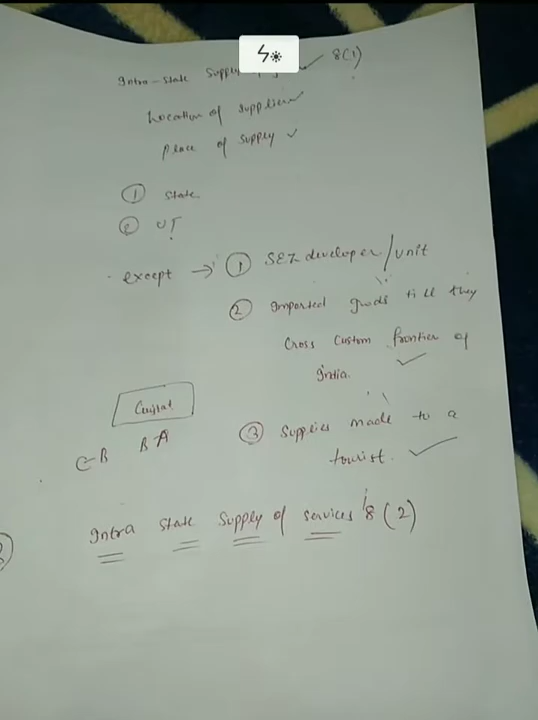 Intra-state Supply 8(1)
Location of Supplier
Place of Supply
① State
② UT
except → ① SEZ developer/unit
② Imported goods till they
Cross Custom frontier of
India.
Gujrat
③ Supplies made to a
C-B B A
tourist.
Intra State Supply of services 8(2)